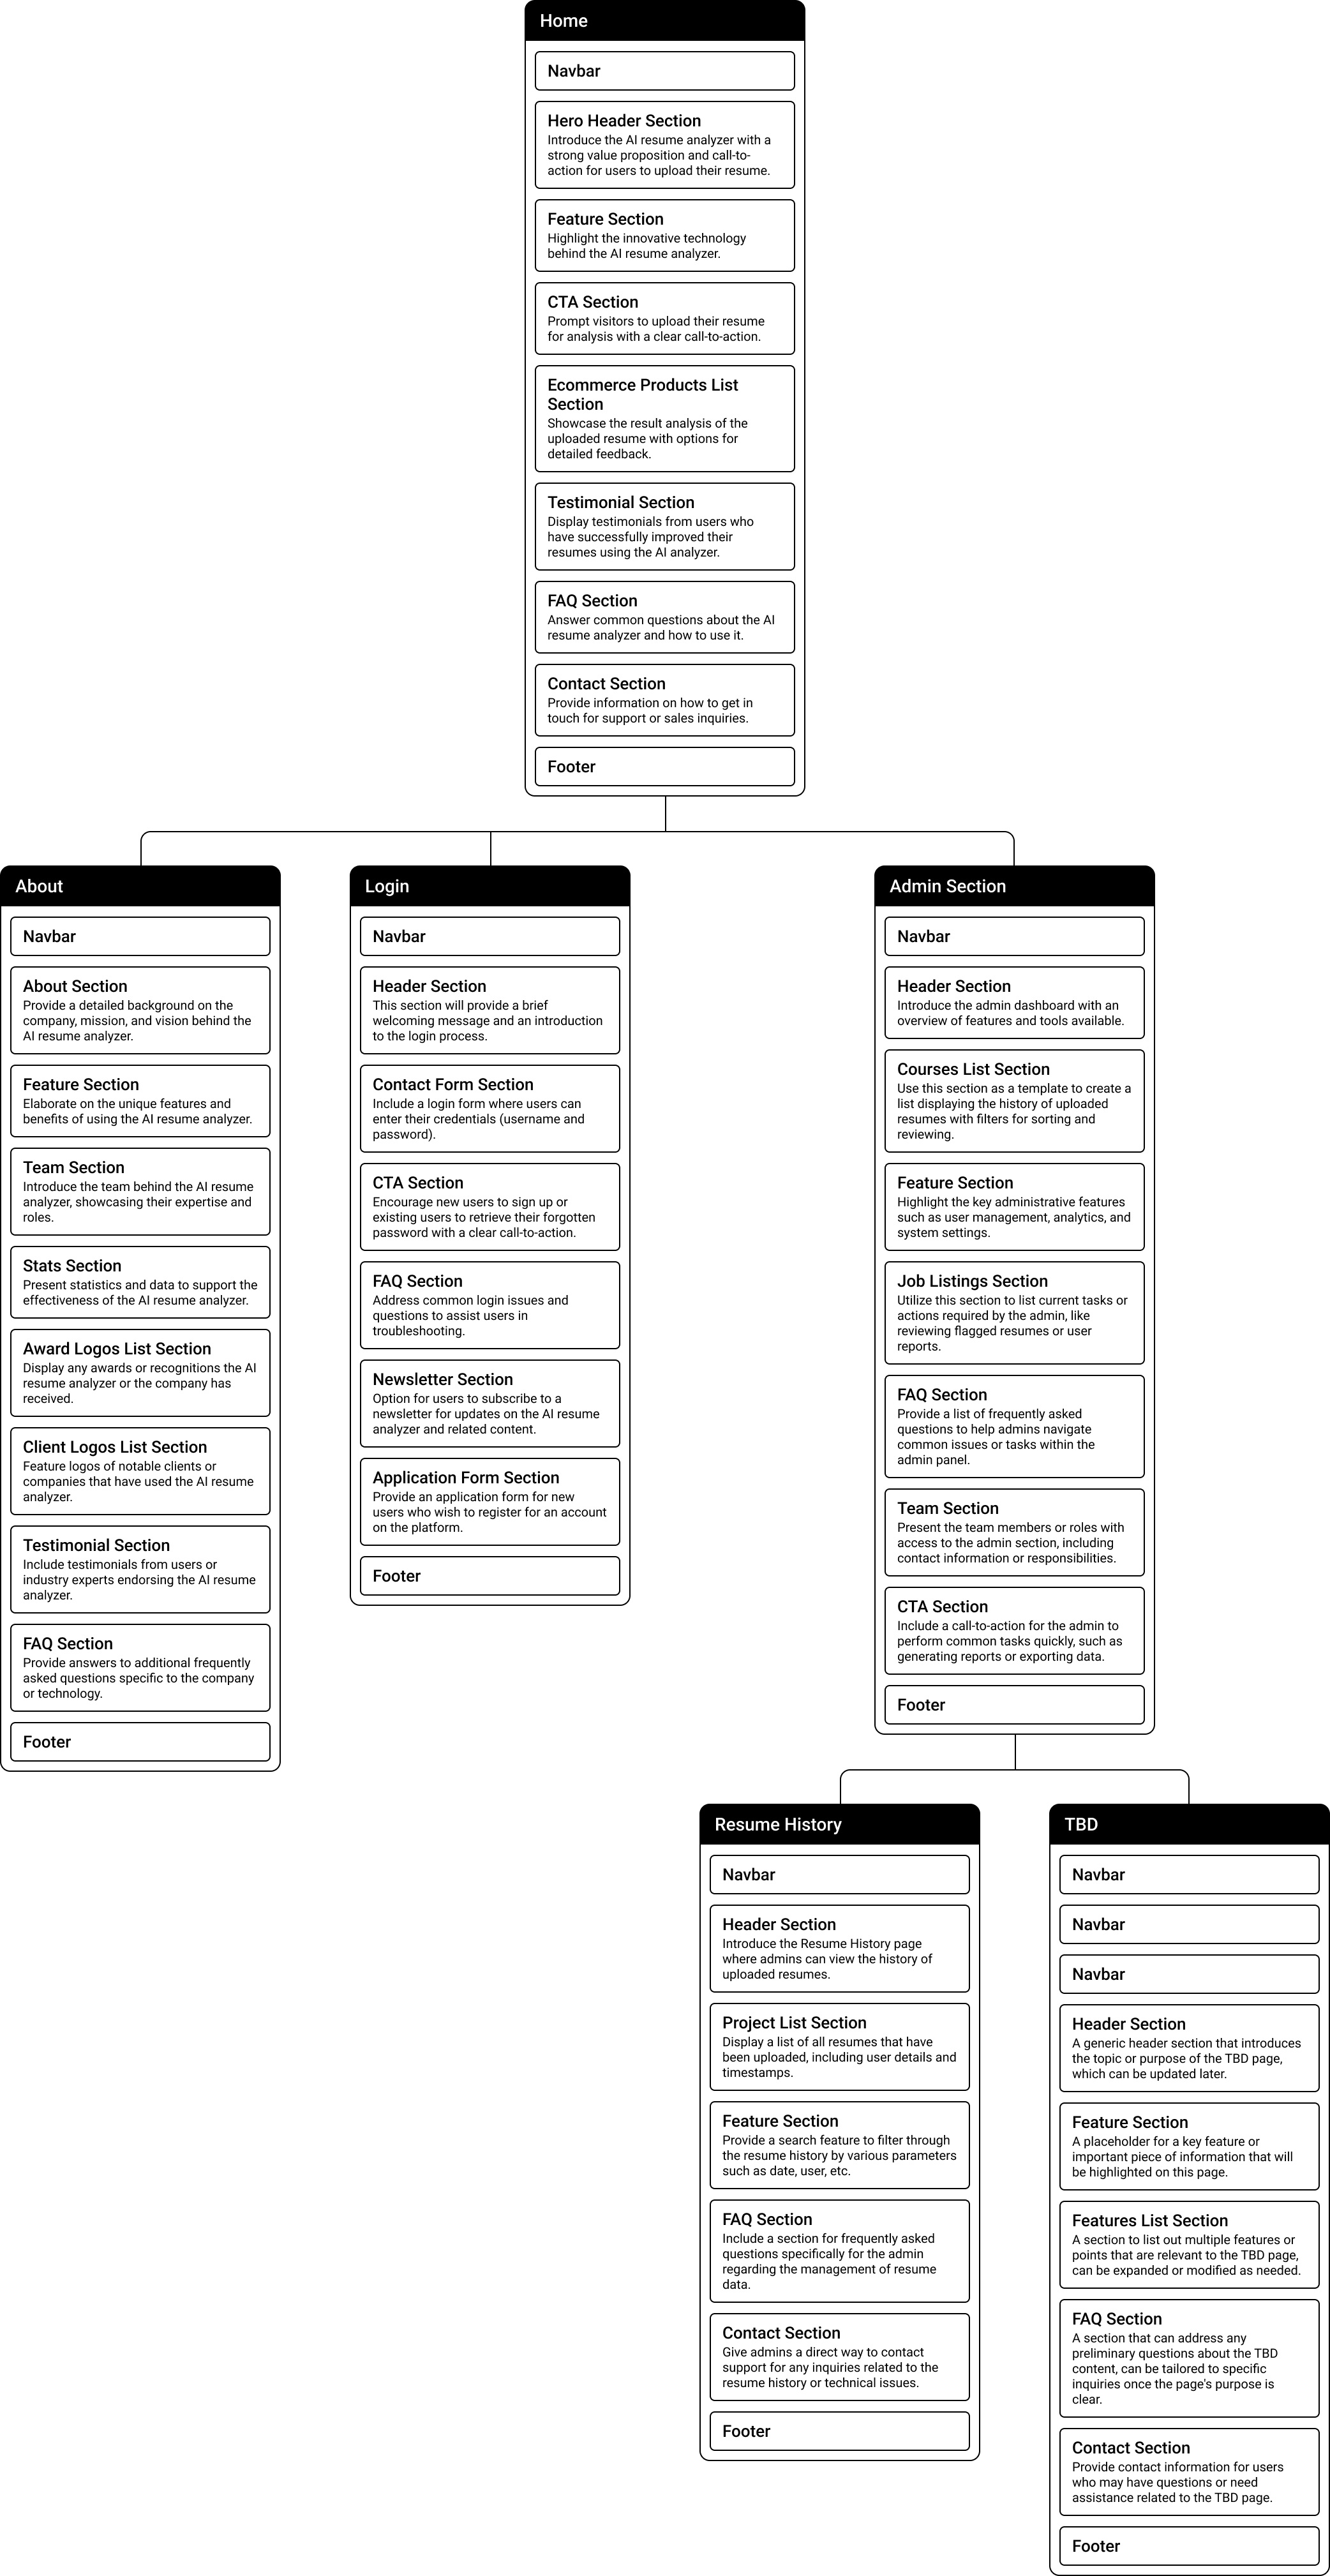 Home
Navbar
Hero Header Section
Introduce the AI resume analyzer with a
strong value proposition and call-to-
action for users to upload their resume.
Feature Section
Highlight the innovative technology
behind the AI resume analyzer.
CTA Section
Prompt visitors to upload their resume
for analysis with a clear call-to-action.
Ecommerce Products List
Section
Showcase the result analysis of the
uploaded resume with options for
detailed feedback.
Testimonial Section
Display testimonials from users who
have successfully improved their
resumes using the AI analyzer.
FAQ Section
Answer common questions about the AI
resume analyzer and how to use it.
Contact Section
Provide information on how to get in
touch for support or sales inquiries.
Footer
About
Navbar
About Section
Provide a detailed background on the
company, mission, and vision behind the
AI resume analyzer.
Feature Section
Elaborate on the unique features and
benefits of using the AI resume analyzer.
Team Section
Introduce the team behind the AI resume
analyzer, showcasing their expertise and
roles.
Stats Section
Present statistics and data to support the
effectiveness of the AI resume analyzer.
Award Logos List Section
Display any awards or recognitions the AI
resume analyzer or the company has
received.
Client Logos List Section
Feature logos of notable clients or
companies that have used the AI resume
analyzer.
Testimonial Section
Include testimonials from users or
industry experts endorsing the AI resume
analyzer.
FAQ Section
Provide answers to additional frequently
asked questions specific to the company
or technology.
Footer
Login
Navbar
Header Section
This section will provide a brief
welcoming message and an introduction
to the login process.
Contact Form Section
Include a login form where users can
enter their credentials (username and
password).
CTA Section
Encourage new users to sign up or
existing users to retrieve their forgotten
password with a clear call-to-action.
FAQ Section
Address common login issues and
questions to assist users in
troubleshooting.
Newsletter Section
Option for users to subscribe to a
newsletter for updates on the AI resume
analyzer and related content.
Application Form Section
Provide an application form for new
users who wish to register for an account
on the platform.
Footer
Admin Section
Navbar
Header Section
Introduce the admin dashboard with an
overview of features and tools available.
Courses List Section
Use this section as a template to create a
list displaying the history of uploaded
resumes with filters for sorting and
reviewing.
Feature Section
Highlight the key administrative features
such as user management, analytics, and
system settings.
Job Listings Section
Utilize this section to list current tasks or
actions required by the admin, like
reviewing flagged resumes or user
reports.
FAQ Section
Provide a list of frequently asked
questions to help admins navigate
common issues or tasks within the
admin panel.
Team Section
Present the team members or roles with
access to the admin section, including
contact information or responsibilities.
CTA Section
Include a call-to-action for the admin to
perform common tasks quickly, such as
generating reports or exporting data.
Footer
Resume History
Navbar
Header Section
Introduce the Resume History page
where admins can view the history of
uploaded resumes.
Project List Section
Display a list of all resumes that have
been uploaded, including user details and
timestamps.
Feature Section
Provide a search feature to filter through
the resume history by various parameters
such as date, user, etc.
FAQ Section
Include a section for frequently asked
questions specifically for the admin
regarding the management of resume
data.
Contact Section
Give admins a direct way to contact
support for any inquiries related to the
resume history or technical issues.
Footer
TBD
Navbar
Navbar
Navbar
Header Section
A generic header section that introduces
the topic or purpose of the TBD page,
which can be updated later.
Feature Section
A placeholder for a key feature or
important piece of information that will
be highlighted on this page.
Features List Section
A section to list out multiple features or
points that are relevant to the TBD page,
can be expanded or modified as needed.
FAQ Section
A section that can address any
preliminary questions about the TBD
content, can be tailored to specific
inquiries once the page's purpose is
clear.
Contact Section
Provide contact information for users
who may have questions or need
assistance related to the TBD page.
Footer